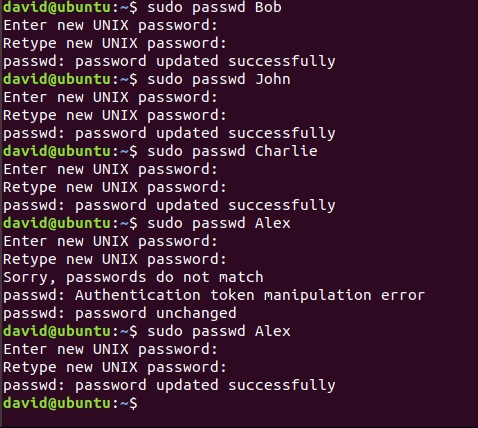 david@ubuntu:~$ sudo passwd Bob
Enter new UNIX password:
Retype new UNIX password:
passwd: password updated successfully
david@ubuntu:~$ sudo passwd John
Enter new UNIX password:
Retype new UNIX password:
passwd: password updated successfully
david@ubuntu:~$ sudo passwd Charlie
Enter new UNIX password:
Retype new UNIX password:
passwd: password updated successfully
david@ubuntu:~$ sudo passwd Alex
Enter new UNIX password:
Retype new UNIX password:
Sorry, passwords do not match
passwd: Authentication token manipulation error
passwd: password unchanged
david@ubuntu:~$ sudo passwd Alex
Enter new UNIX password:
Retype new UNIX password:
passwd: password updated successfully
david@ubuntu:~$